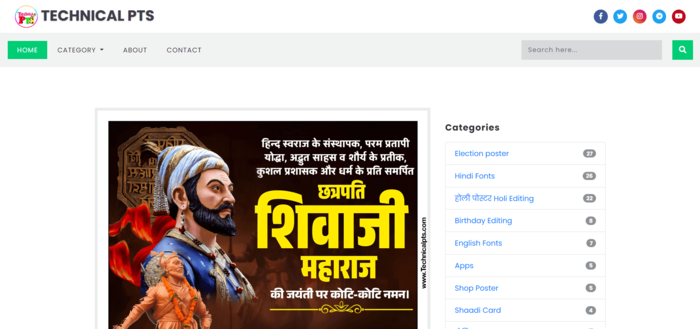 TECHNICAL PTS
HOME
CATEGORY
ABOUT
CONTACT
Search here...
हिन्द स्वराज के संस्थापक, परम प्रतापी
योद्धा, अद्भुत साहस व शौर्य के प्रतीक,
कुशल प्रशासक और धर्म के प्रति समर्पित
छत्रपति
शिवाजी
महाराज
की जयंती पर कोटि-कोटि नमन।
www.Technicalpts.com
Categories
Election poster 27
Hindi Fonts 26
होली पोस्टर Holi Editing 22
Birthday Editing 8
English Fonts 7
Apps 5
Shop Poster 5
Shaadi Card 4